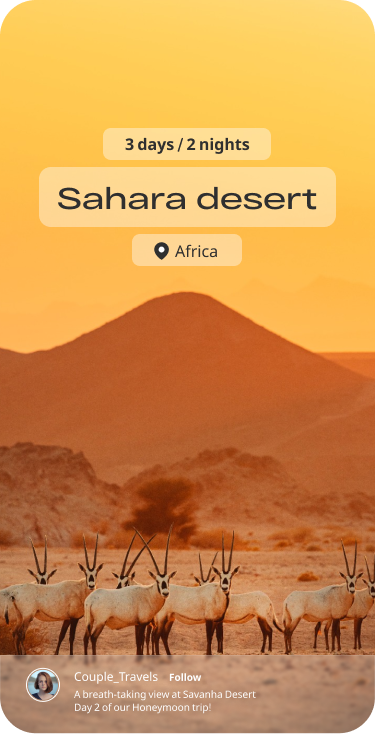 3 days / 2 nights
Sahara desert
Africa
Couple_Travels Follow
A breath-taking view at Savanha Desert
Day 2 of our Honeymoon trip!